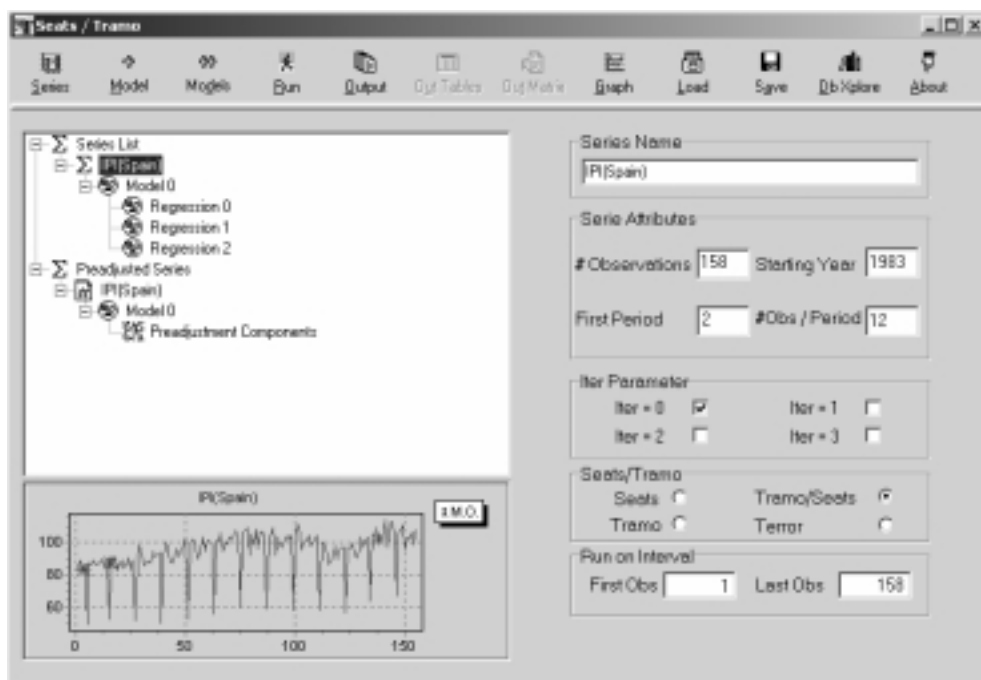 Seats / Tramo
Series Model Models Run Output Out Tables Out Matrix Graph Load Save Db Xplore About
Series List
IPI(Spain)
Model 0
Regression 0
Regression 1
Regression 2
Preadjusted Series
IPI(Spain)
Model 0
Preadjustment Components
Series Name
IPI(Spain)
Serie Attributes
# Observations 158 Starting Year 1983
First Period 2 #Obs / Period 12
Iter Parameter
Iter = 0 Iter = 1
Iter = 2 Iter = 3
Seats/Tramo
Seats Tramo/Seats
Tramo Terror
Run on Interval
First Obs 1 Last Obs 158
IPI(Spain)
100
80
60
0 50 100 150